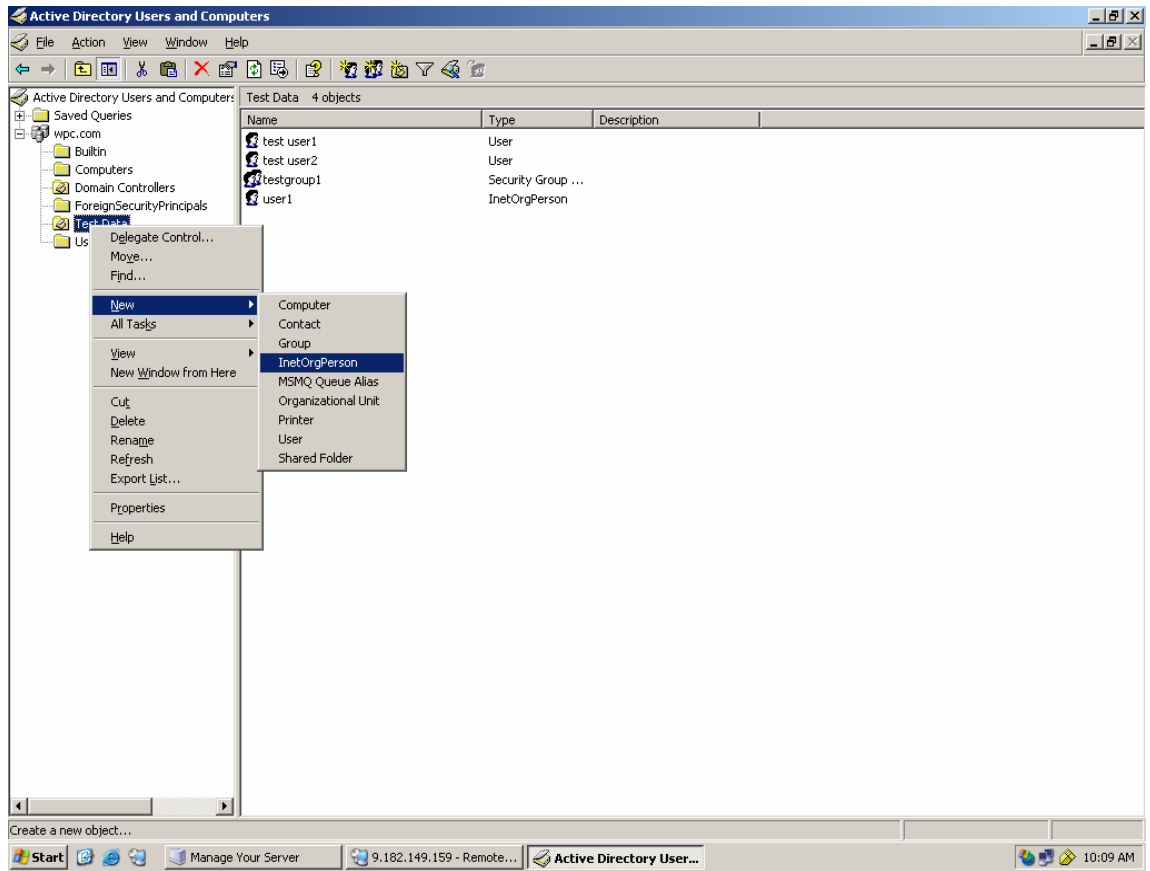 Active Directory Users and Computers
File Action View Window Help
Active Directory Users and Computers
Saved Queries
wpc.com
Builtin
Computers
Domain Controllers
ForeignSecurityPrincipals
Test Data
Us
Test Data 4 objects
Name Type Description
test user1 User
test user2 User
testgroup1 Security Group ...
user1 InetOrgPerson
Delegate Control...
Move...
Find...
New
All Tasks
View
New Window from Here
Cut
Delete
Rename
Refresh
Export List...
Properties
Help
Computer
Contact
Group
InetOrgPerson
MSMQ Queue Alias
Organizational Unit
Printer
User
Shared Folder
Create a new object...
Start Manage Your Server 9.182.149.159 - Remote... Active Directory User... 10:09 AM